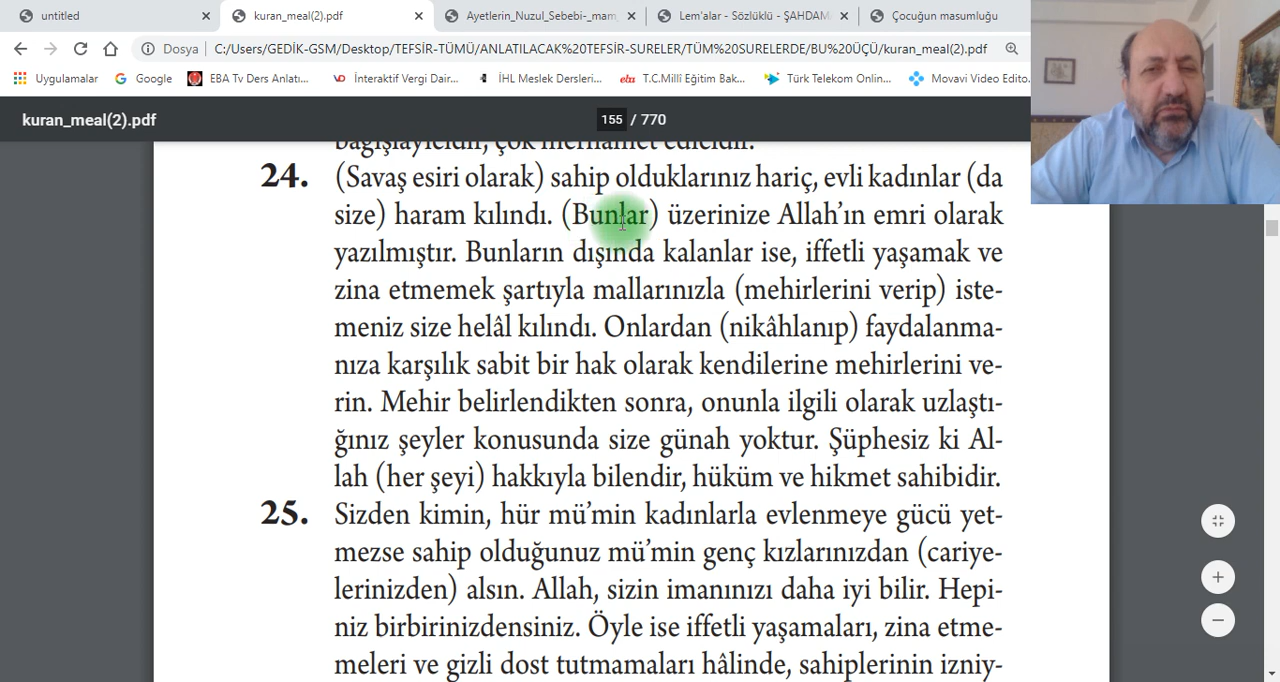 untitled
kuran_meal(2).pdf
Ayetlerin_Nuzul_Sebebi-_mam
Lem'alar - Sözlüklü - ŞAHDAM
Çocuğun masumluğu
Dosya C:/Users/GEDİK-GSM/Desktop/TEFSİR-TÜMÜ/ANLATILACAK%20TEFSİR-SURELER/TÜM%20SURELERDE/BU%20ÜÇÜ/kuran_meal(2).pdf
Uygulamalar
Google
EBA Tv Ders Anlatı...
İnteraktif Vergi Dair...
İHL Meslek Dersleri...
T.C.Millî Eğitim Bak...
Türk Telekom Onlin...
Movavi Video Edito.
kuran_meal(2).pdf
155 / 770
bağışlayıcıdır, çok merhamet edicidir.
24. (Savaş esiri olarak) sahip olduklarınız hariç, evli kadınlar (da
size) haram kılındı. (Bunlar) üzerinize Allah'ın emri olarak
yazılmıştır. Bunların dışında kalanlar ise, iffetli yaşamak ve
zina etmemek şartıyla mallarınızla (mehirlerini verip) iste-
meniz size helâl kılındı. Onlardan (nikâhlanıp) faydalanma-
nıza karşılık sabit bir hak olarak kendilerine mehirlerini ve-
rin. Mehir belirlendikten sonra, onunla ilgili olarak uzlaştı-
ğınız şeyler konusunda size günah yoktur. Şüphesiz ki Al-
lah (her şeyi) hakkıyla bilendir, hüküm ve hikmet sahibidir.
25. Sizden kimin, hür mü'min kadınlarla evlenmeye gücü yet-
mezse sahip olduğunuz mü'min genç kızlarınızdan (cariye-
lerinizden) alsın. Allah, sizin imanınızı daha iyi bilir. Hepi-
niz birbirinizdensiniz. Öyle ise iffetli yaşamaları, zina etme-
meleri ve gizli dost tutmamaları hâlinde, sahiplerinin izniy-